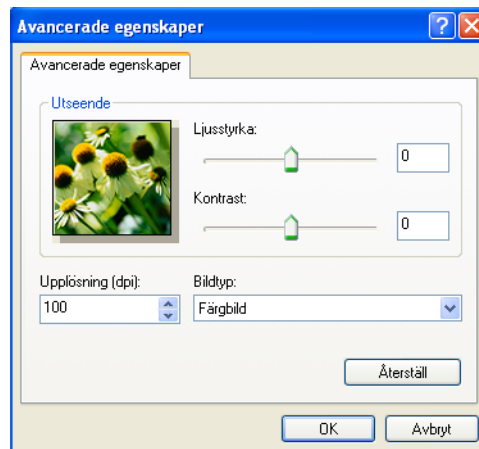 Avancerade egenskaper
Avancerade egenskaper
Utseende
Ljusstyrka:
0
Kontrast:
0
Upplösning (dpi):
Bildtyp:
100
Färgbild
Återställ
OK
Avbryt